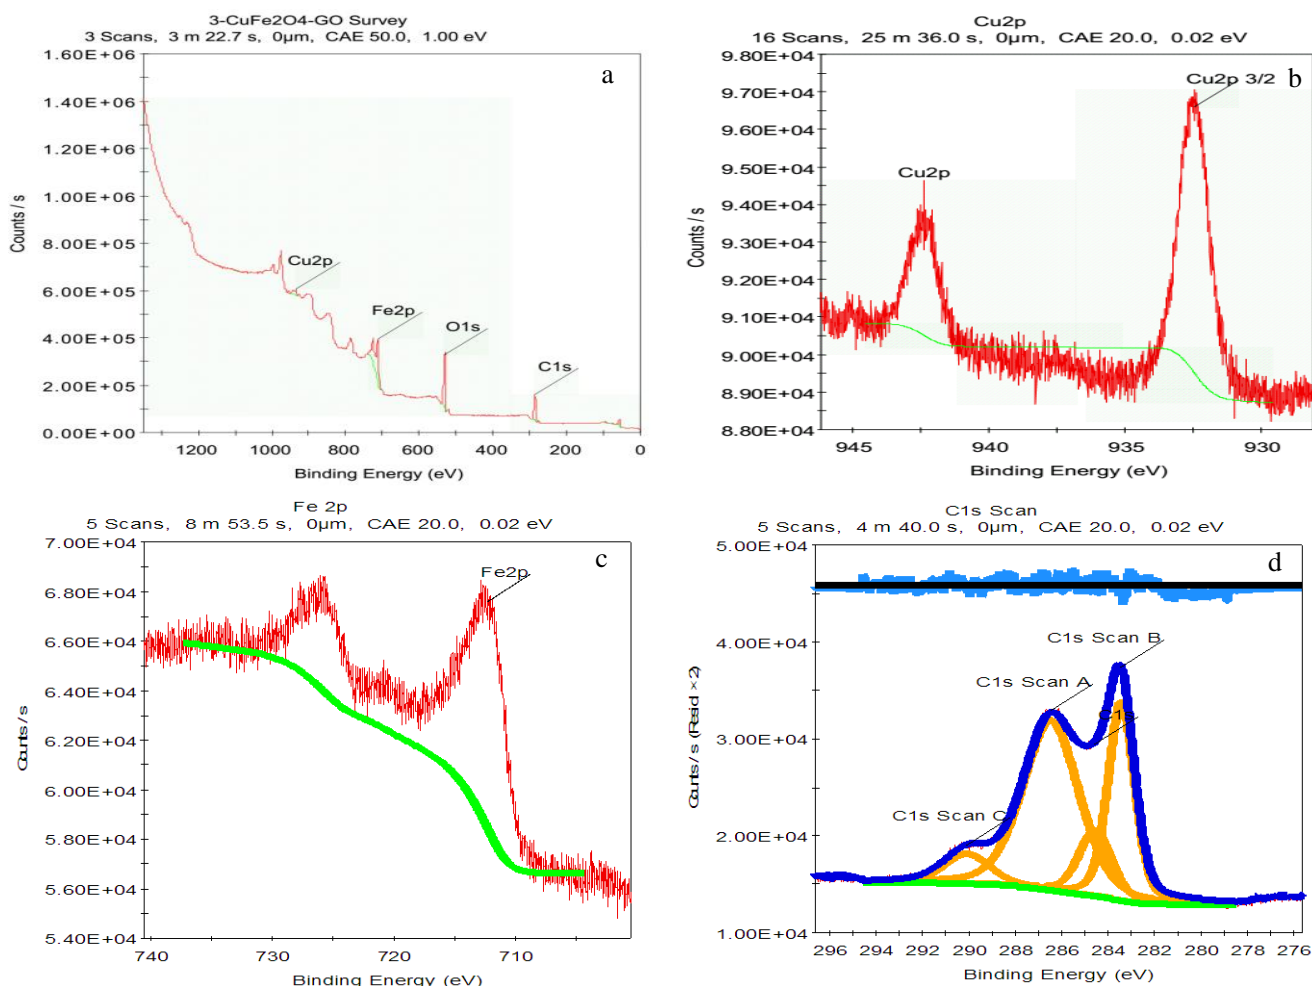 3-CuFe2O4-GO Survey
3 Scans, 3 m 22.7 s, 0µm, CAE 50.0, 1.00 eV
a
1.60E+06
1.40E+06
1.20E+06
1.00E+06
8.00E+05
6.00E+05
4.00E+05
2.00E+05
0.00E+00
Counts / s
Cu2p
Fe2p
O1s
C1s
1200 1000 800 600 400 200 0
Binding Energy (eV)
Cu2p
16 Scans, 25 m 36.0 s, 0µm, CAE 20.0, 0.02 eV
b
9.80E+04
9.70E+04
9.60E+04
9.50E+04
9.40E+04
9.30E+04
9.20E+04
9.10E+04
9.00E+04
8.90E+04
8.80E+04
Counts / s
Cu2p 3/2
Cu2p
945 940 935 930
Binding Energy (eV)
Fe 2p
5 Scans, 8 m 53.5 s, 0µm, CAE 20.0, 0.02 eV
c
7.00E+04
6.80E+04
6.60E+04
6.40E+04
6.20E+04
6.00E+04
5.80E+04
5.60E+04
5.40E+04
Counts / s
Fe2p
740 730 720 710
Binding Energy (eV)
C1s Scan
5 Scans, 4 m 40.0 s, 0µm, CAE 20.0, 0.02 eV
d
5.00E+04
4.00E+04
3.00E+04
2.00E+04
1.00E+04
Counts / s (Resid × 2)
C1s Scan B
C1s Scan A
C1s
C1s Scan C
296 294 292 290 288 286 284 282 280 278 276
Binding Energy (eV)